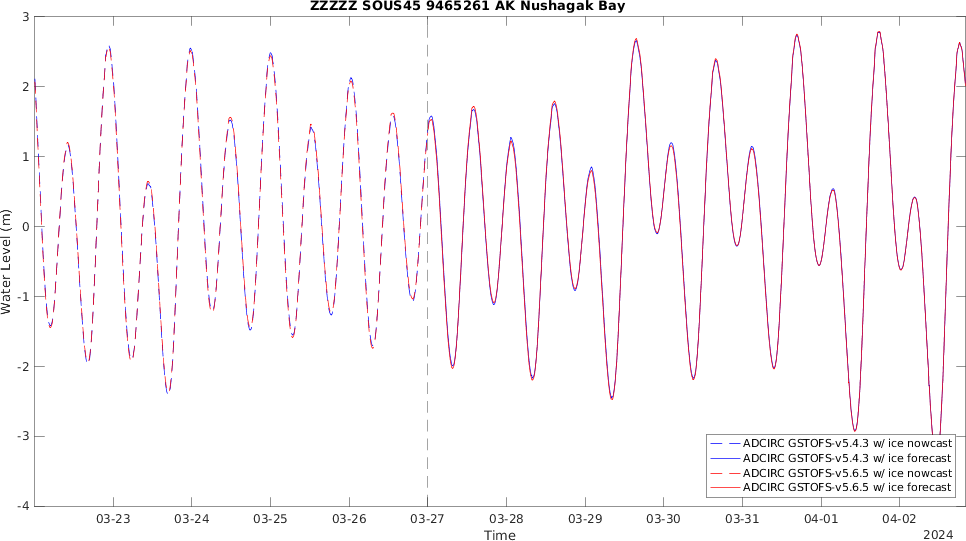 ZZZZZ SOUS45 9465261 AK Nushagak Bay
3
2
1
0
-1
-2
-3
-4
Water Level (m)
ADCIRC GSTOFS-v5.4.3 w/ ice nowcast
ADCIRC GSTOFS-v5.4.3 w/ ice forecast
ADCIRC GSTOFS-v5.6.5 w/ ice nowcast
ADCIRC GSTOFS-v5.6.5 w/ ice forecast
03-23 03-24 03-25 03-26 03-27 03-28 03-29 03-30 03-31 04-01 04-02
Time
2024